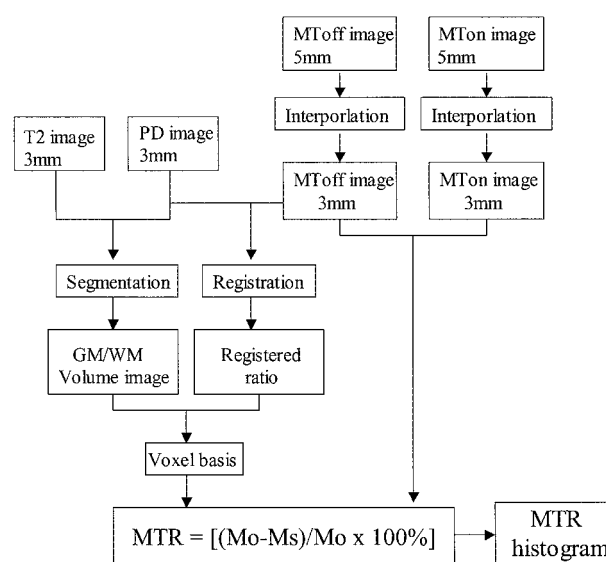 MToff image
5mm
MTon image
5mm
Interporlation
Interporlation
T2 image
3mm
PD image
3mm
MToff image
3mm
MTon image
3mm
Segmentation
Registration
GM/WM
Volume image
Registered
ratio
Voxel basis
MTR = [(Mo-Ms)/Mo x 100%]
MTR
histogram